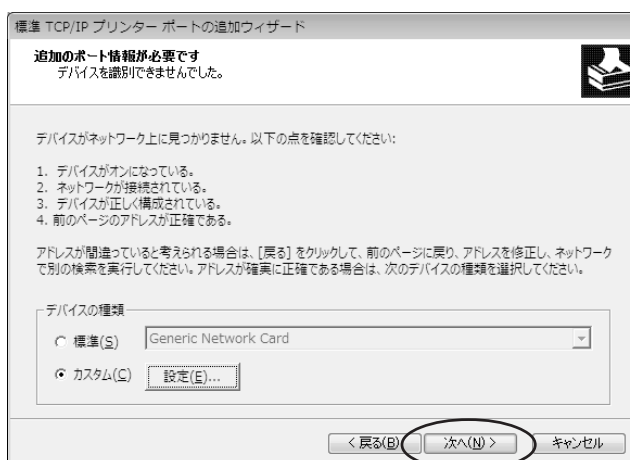 標準 TCP/IP プリンター ポートの追加ウィザード
追加のポート情報が必要です
デバイスを識別できませんでした。
デバイスがネットワーク上に見つかりません。以下の点を確認してください:
1. デバイスがオンになっている。
2. ネットワークが接続されている。
3. デバイスが正しく構成されている。
4. 前のページのアドレスが正確である。
アドレスが間違っていると考えられる場合は、[戻る] をクリックして、前のページに戻り、アドレスを修正し、ネットワーク
で別の検索を実行してください。アドレスが確実に正確である場合は、次のデバイスの種類を選択してください。
デバイスの種類
標準(S) Generic Network Card
カスタム(C) 設定(E)...
< 戻る(B) 次へ(N) > キャンセル